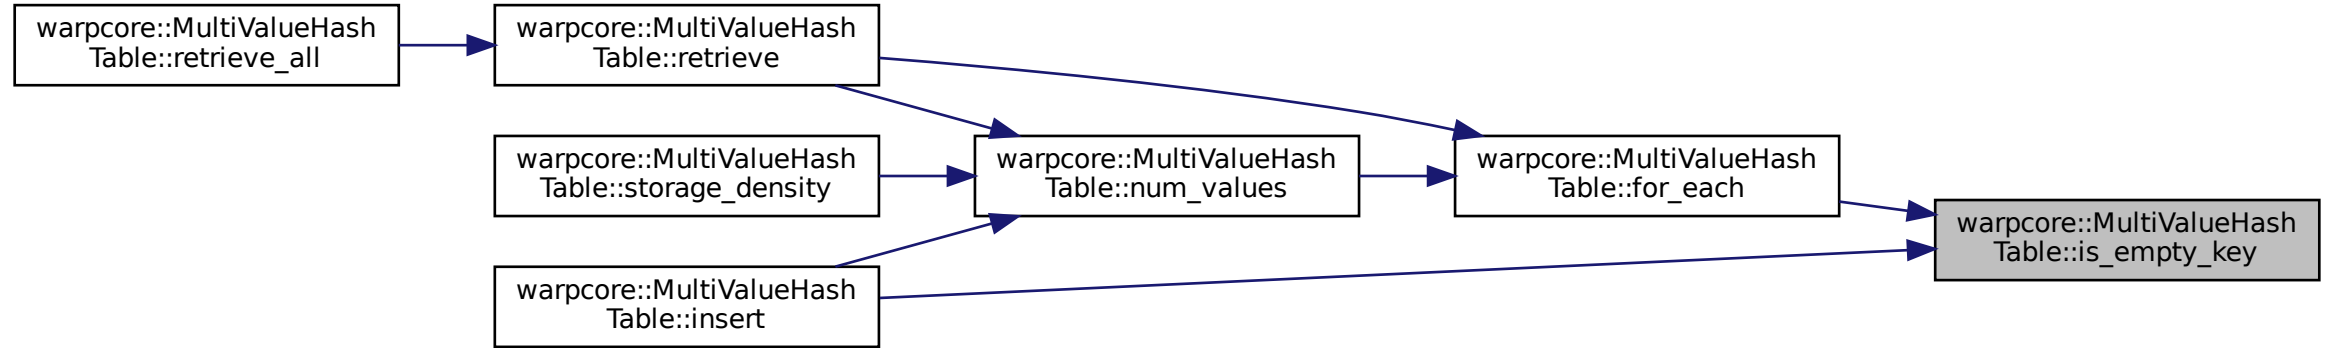 warpcore::MultiValueHash
Table::retrieve_all
warpcore::MultiValueHash
Table::retrieve
warpcore::MultiValueHash
Table::storage_density
warpcore::MultiValueHash
Table::insert
warpcore::MultiValueHash
Table::num_values
warpcore::MultiValueHash
Table::for_each
warpcore::MultiValueHash
Table::is_empty_key